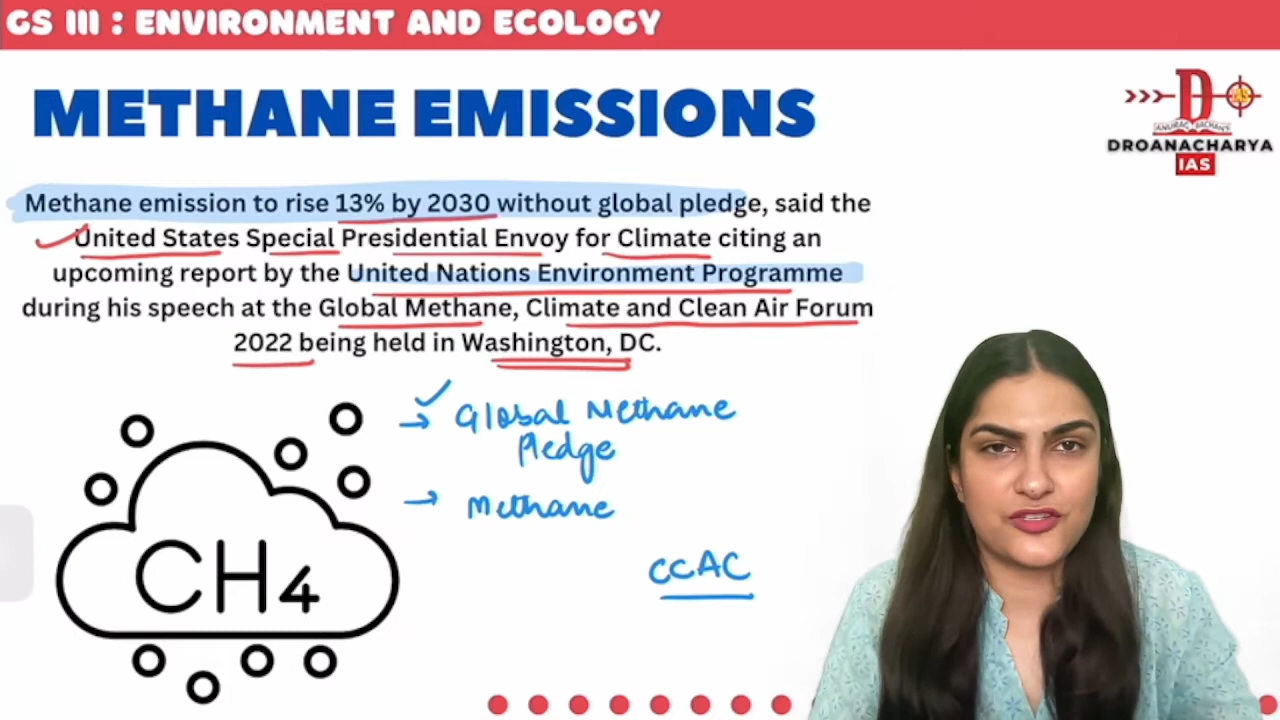 GS III : ENVIRONMENT AND ECOLOGY
METHANE EMISSIONS
D
IAS
ANURAG BACHAN'S
DROANACHARYA
IAS
Methane emission to rise 13% by 2030 without global pledge, said the
United States Special Presidential Envoy for Climate citing an
upcoming report by the United Nations Environment Programme
during his speech at the Global Methane, Climate and Clean Air Forum
2022 being held in Washington, DC.
Global Methane
Pledge
Methane
CCAC
CH4